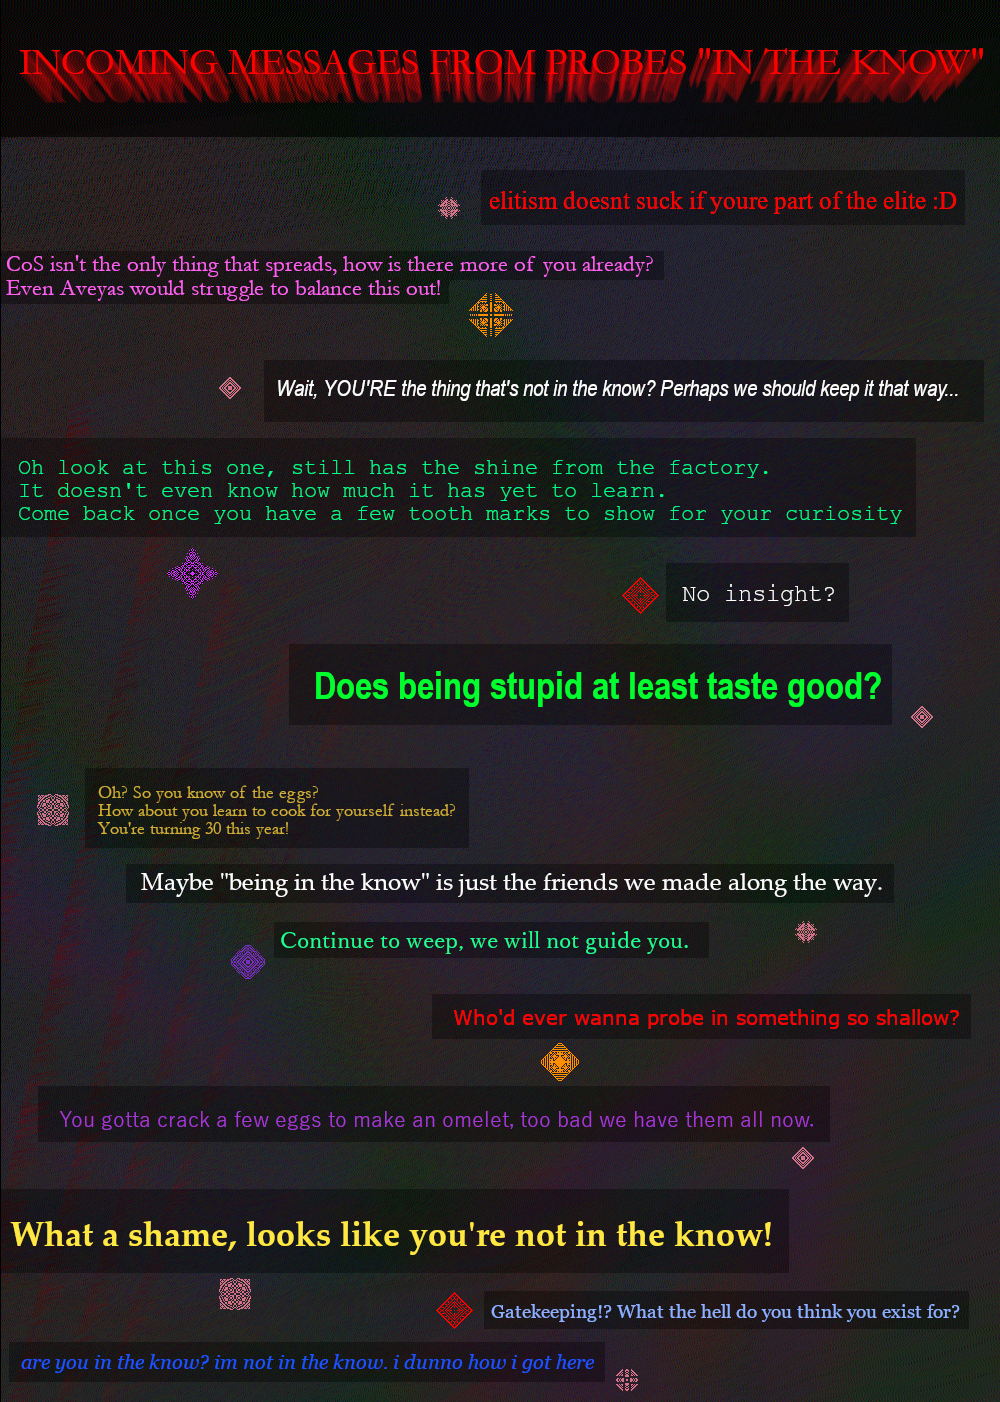 INCOMING MESSAGES FROM PROBES "IN THE KNOW"
elitism doesnt suck if youre part of the elite :D
CoS isn't the only thing that spreads, how is there more of you already?
Even Aveyas would struggle to balance this out!
Wait, YOU'RE the thing that's not in the know? Perhaps we should keep it that way...
Oh look at this one, still has the shine from the factory.
It doesn't even know how much it has yet to learn.
Come back once you have a few tooth marks to show for your curiosity
No insight?
Does being stupid at least taste good?
Oh? So you know of the eggs?
How about you learn to cook for yourself instead?
You're turning 30 this year!
Maybe "being in the know" is just the friends we made along the way.
Continue to weep, we will not guide you.
Who'd ever wanna probe in something so shallow?
You gotta crack a few eggs to make an omelet, too bad we have them all now.
What a shame, looks like you're not in the know!
Gatekeeping!? What the hell do you think you exist for?
are you in the know? im not in the know. i dunno how i got here